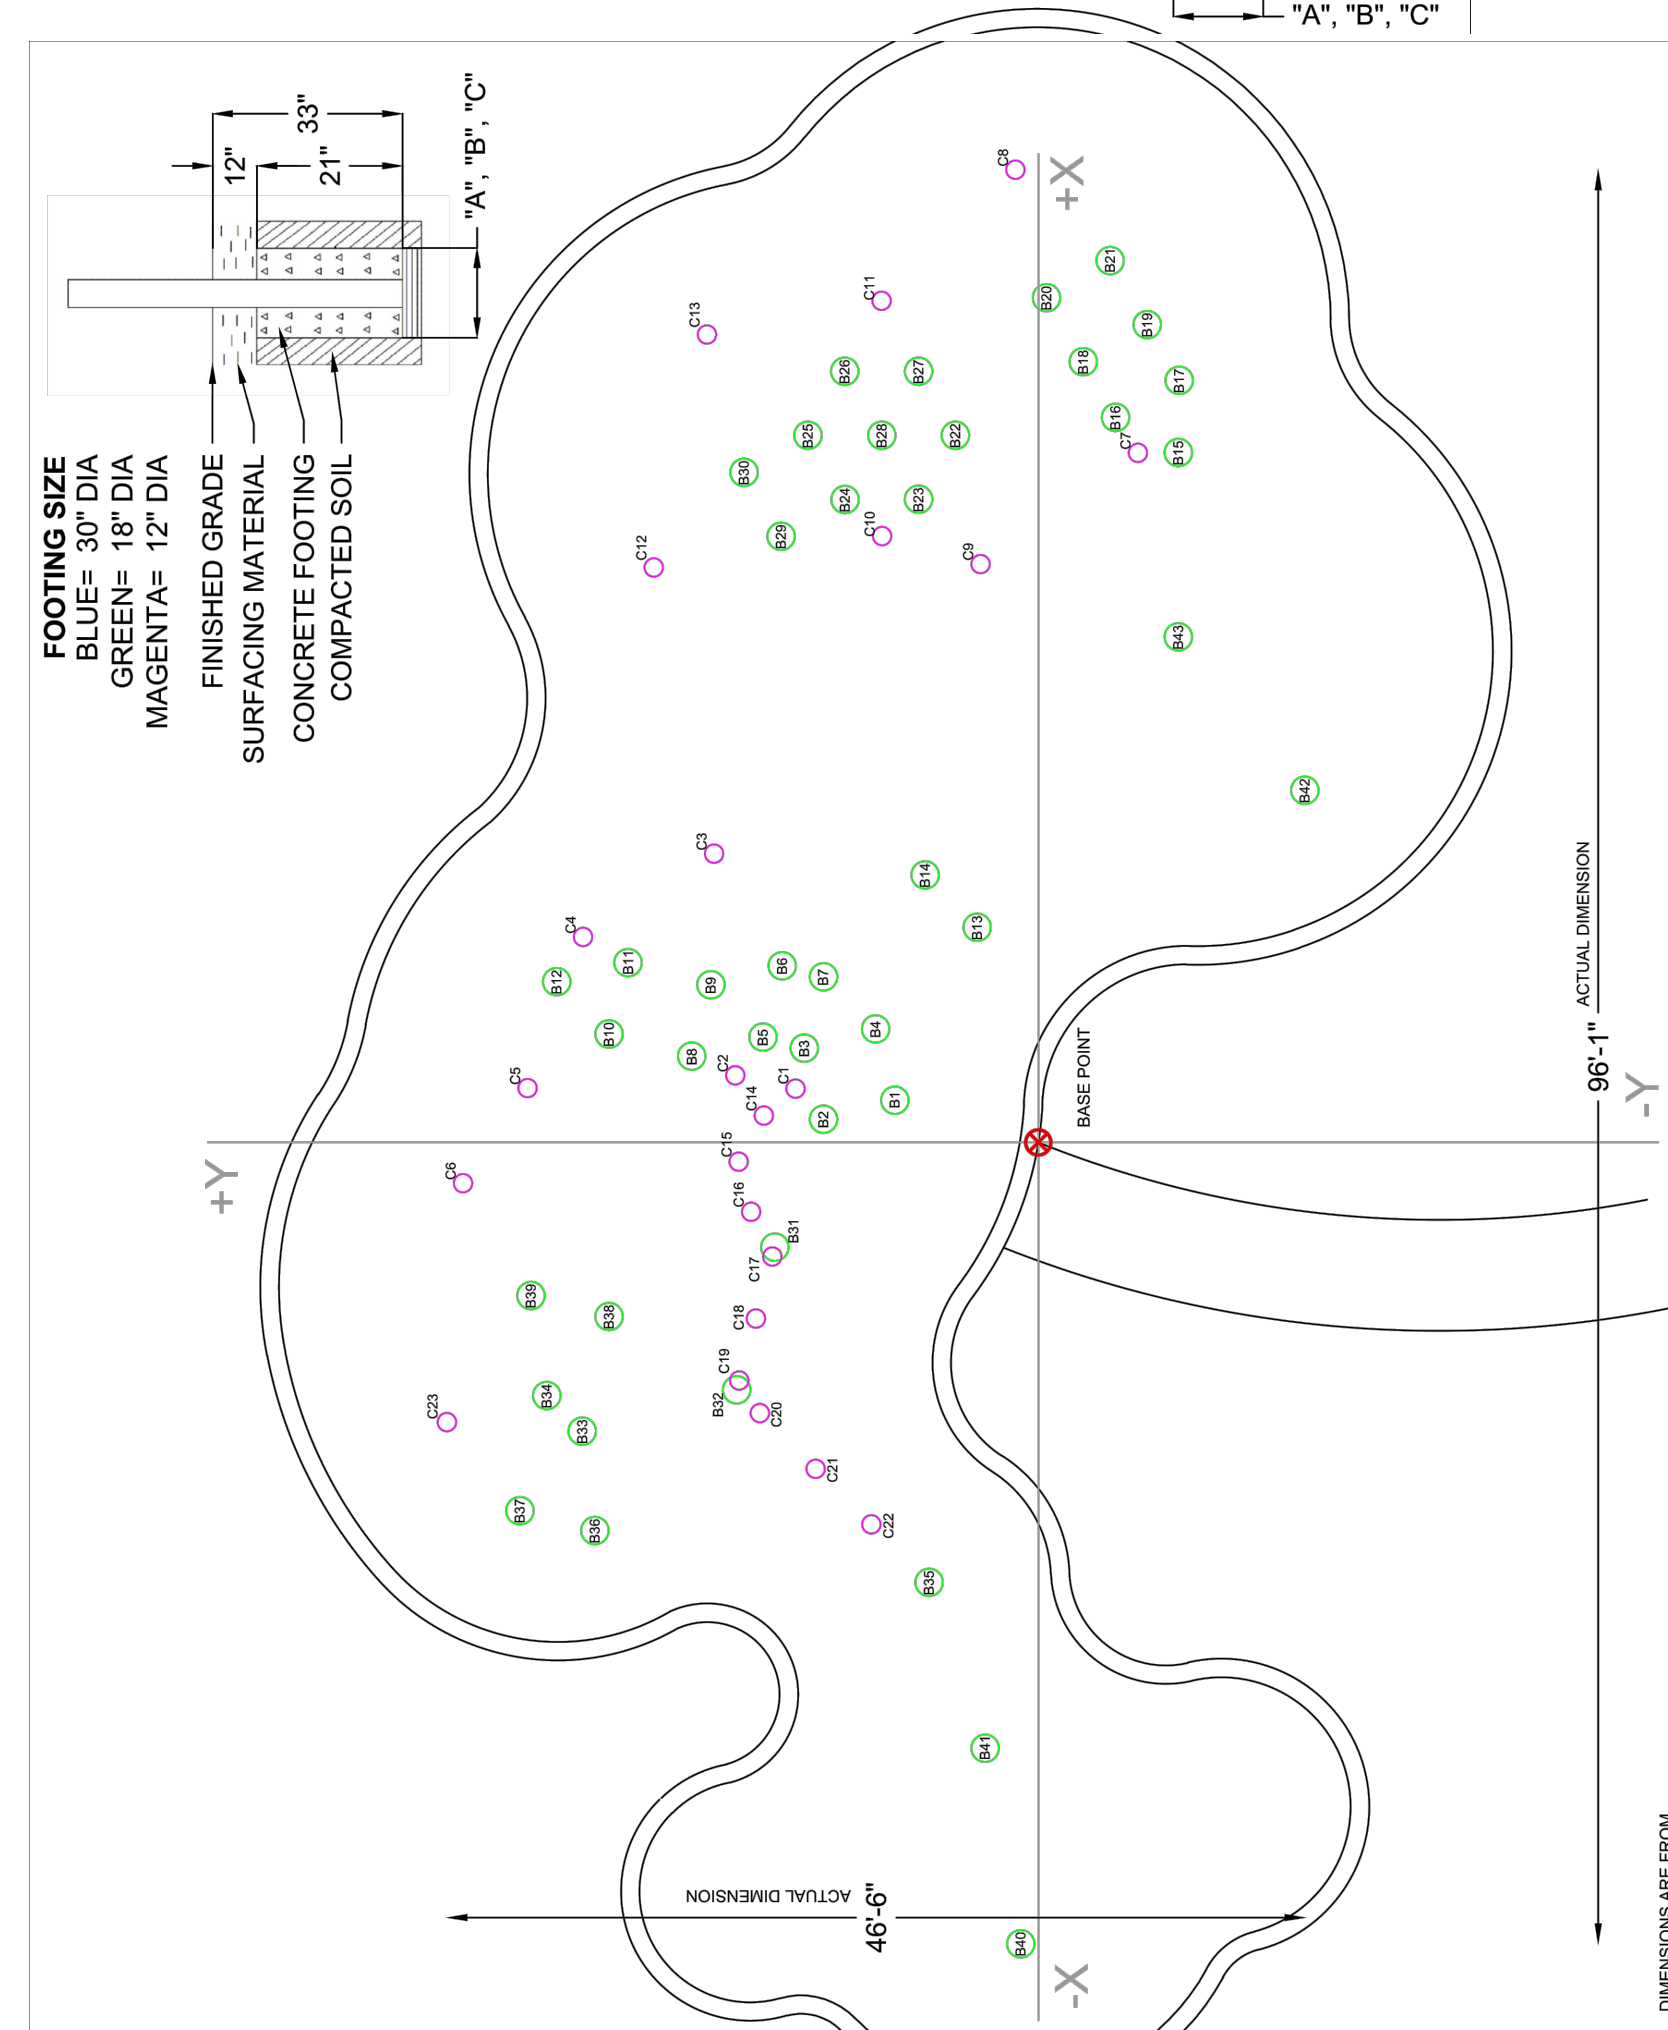 "A", "B", "C"
33"
12"
21"
"A", "B", "C"
FOOTING SIZE
BLUE= 30" DIA
GREEN= 18" DIA
MAGENTA= 12" DIA
FINISHED GRADE
SURFACING MATERIAL
CONCRETE FOOTING
COMPACTED SOIL
C8
+X
B21
B20
C11
B19
C13
B18
B26
B27
B17
B16
C7
B25
B28
B22
B15
B30
B24
B23
C10
B29
C12
C9
B43
B42
C3
B14
C4
B13
B11
B6
B12
B9
B7
B10
B5
B4
B3
B8
C2
C5
C1
C14
B1
B2
BASE POINT
ACTUAL DIMENSION
96'-1"
-Y
+Y
C15
C6
C16
B31
C17
B39
B38
C18
C19
B32
B34
C20
C23
B33
C21
B37
C22
B36
B35
B41
ACTUAL DIMENSION
46'-6"
B40
-X
DIMENSIONS ARE FROM